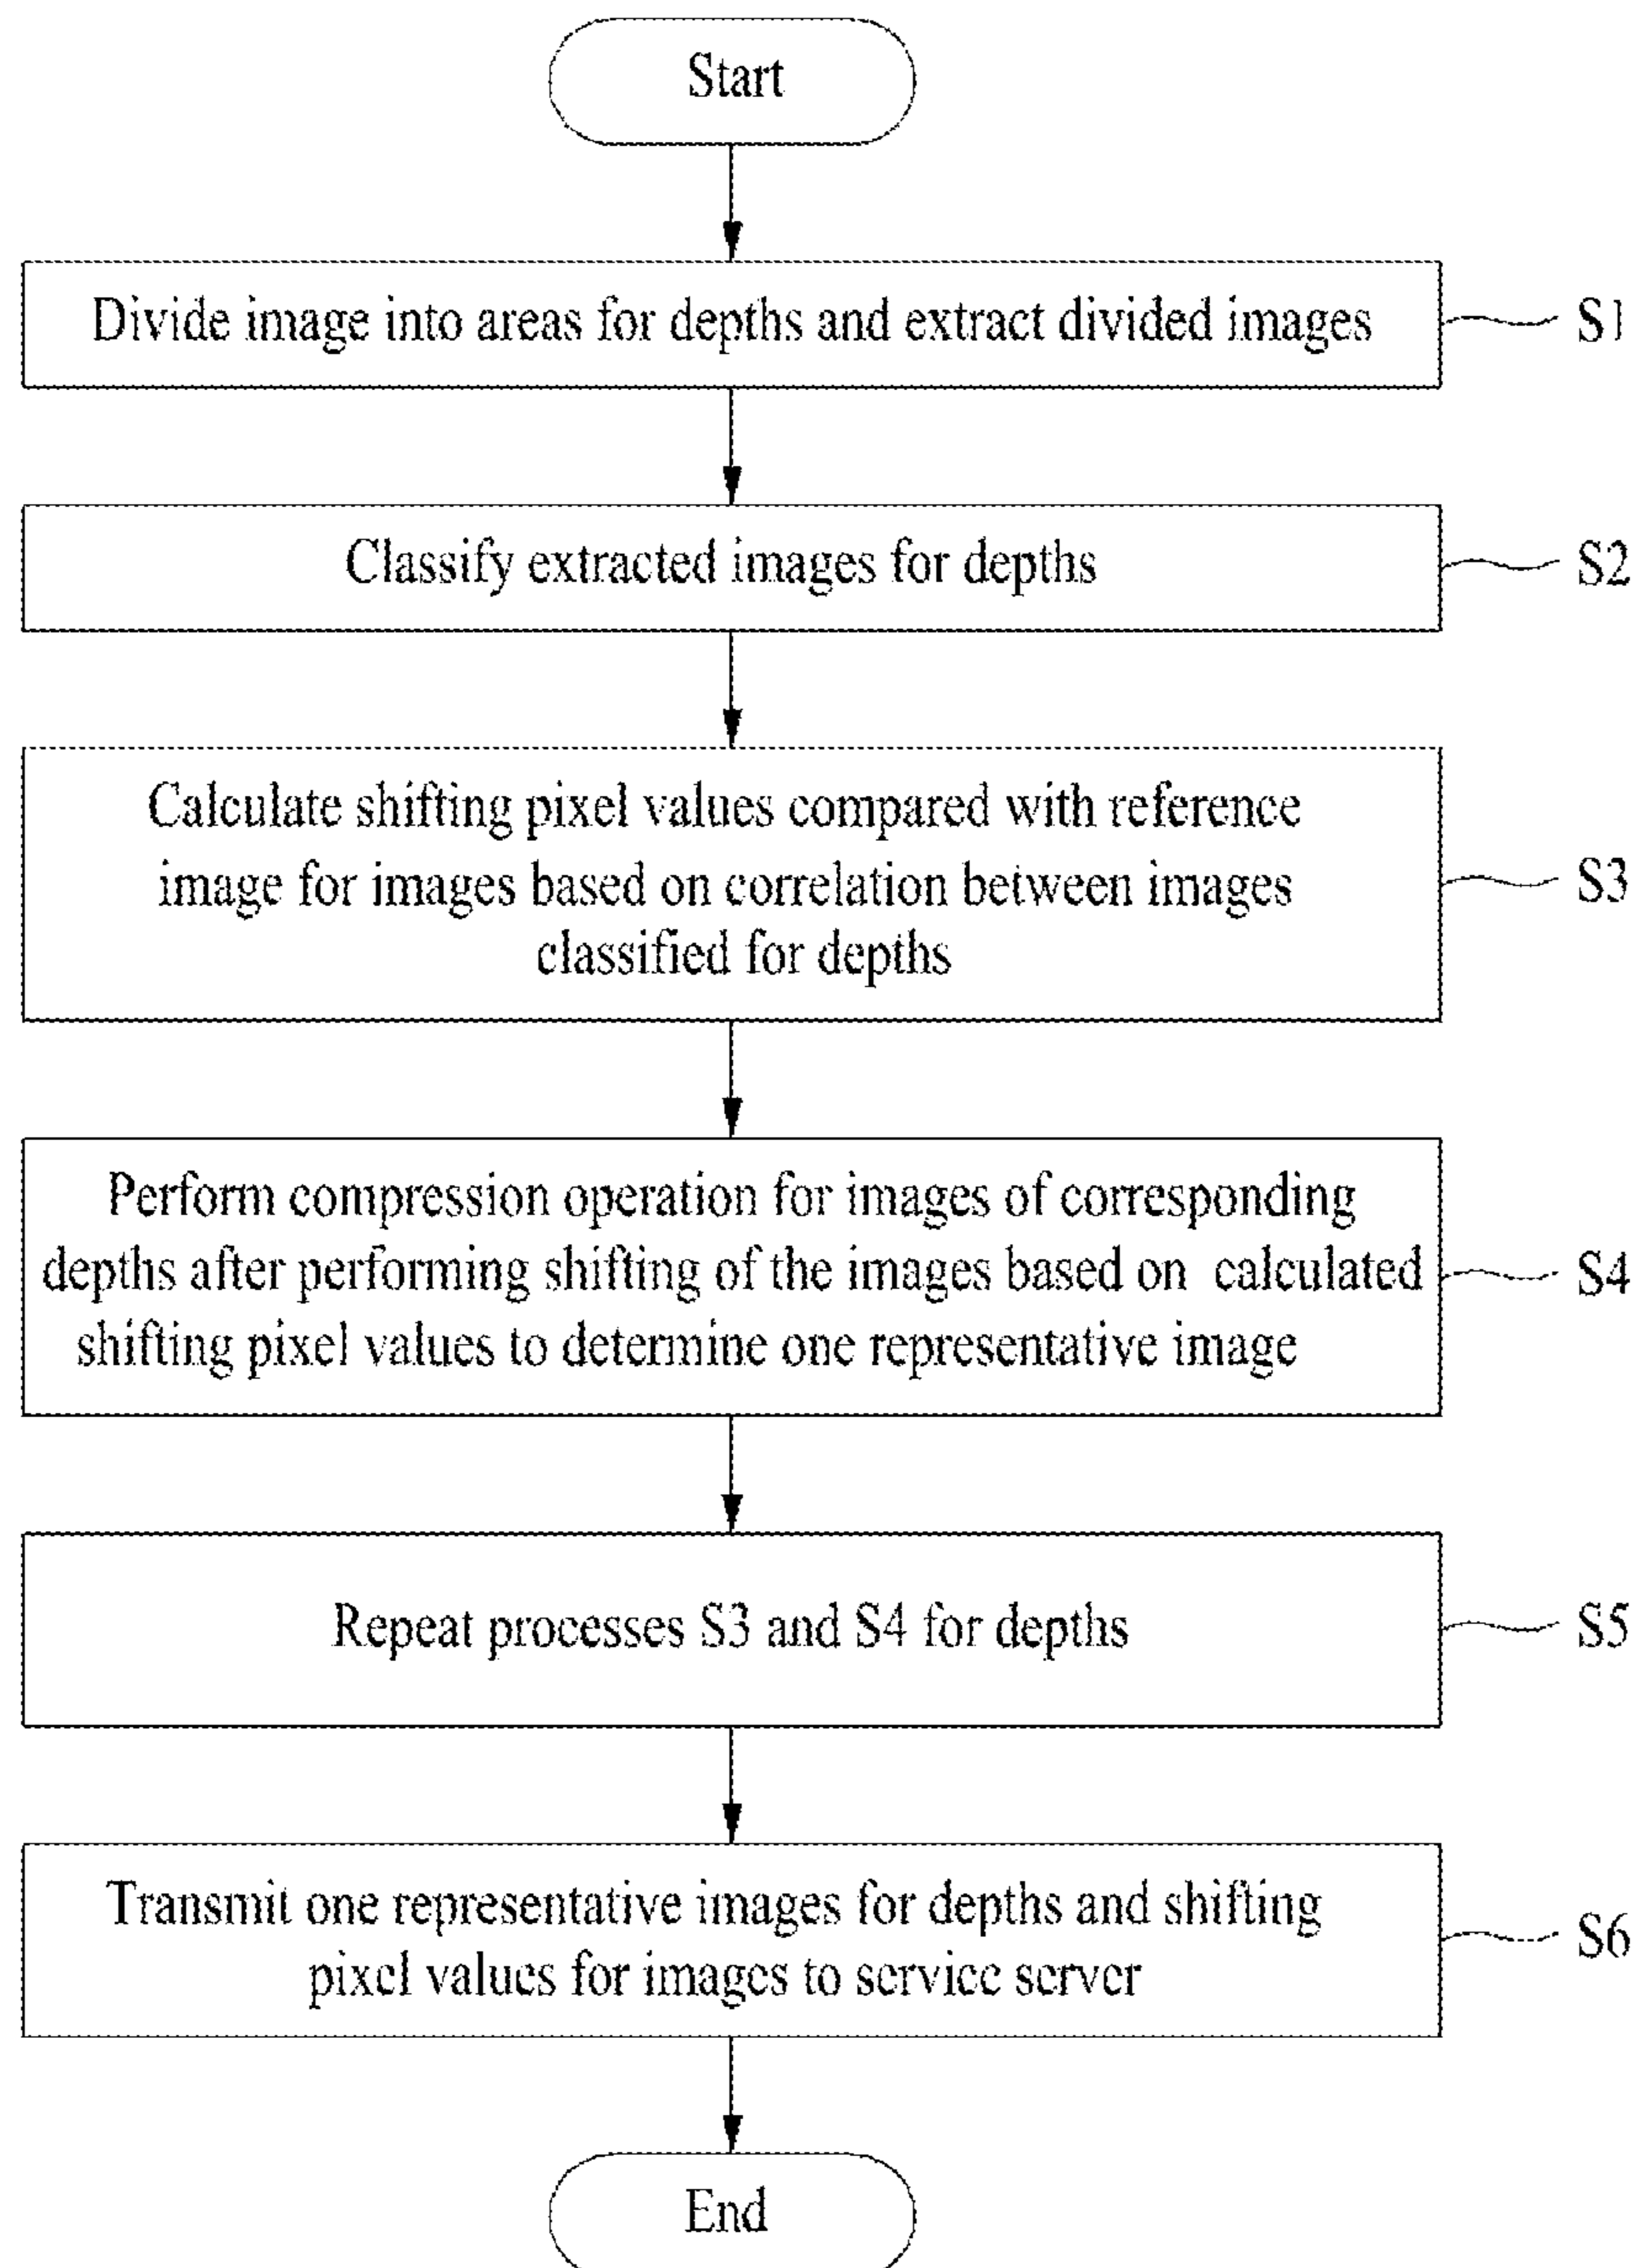 Start
Divide image into areas for depths and extract divided images
S1
Classify extracted images for depths
S2
Calculate shifting pixel values compared with reference
image for images based on correlation between images
classified for depths
S3
Perform compression operation for images of corresponding
depths after performing shifting of the images based on calculated
shifting pixel values to determine one representative image
S4
Repeat processes S3 and S4 for depths
S5
Transmit one representative images for depths and shifting
pixel values for images to service server
S6
End